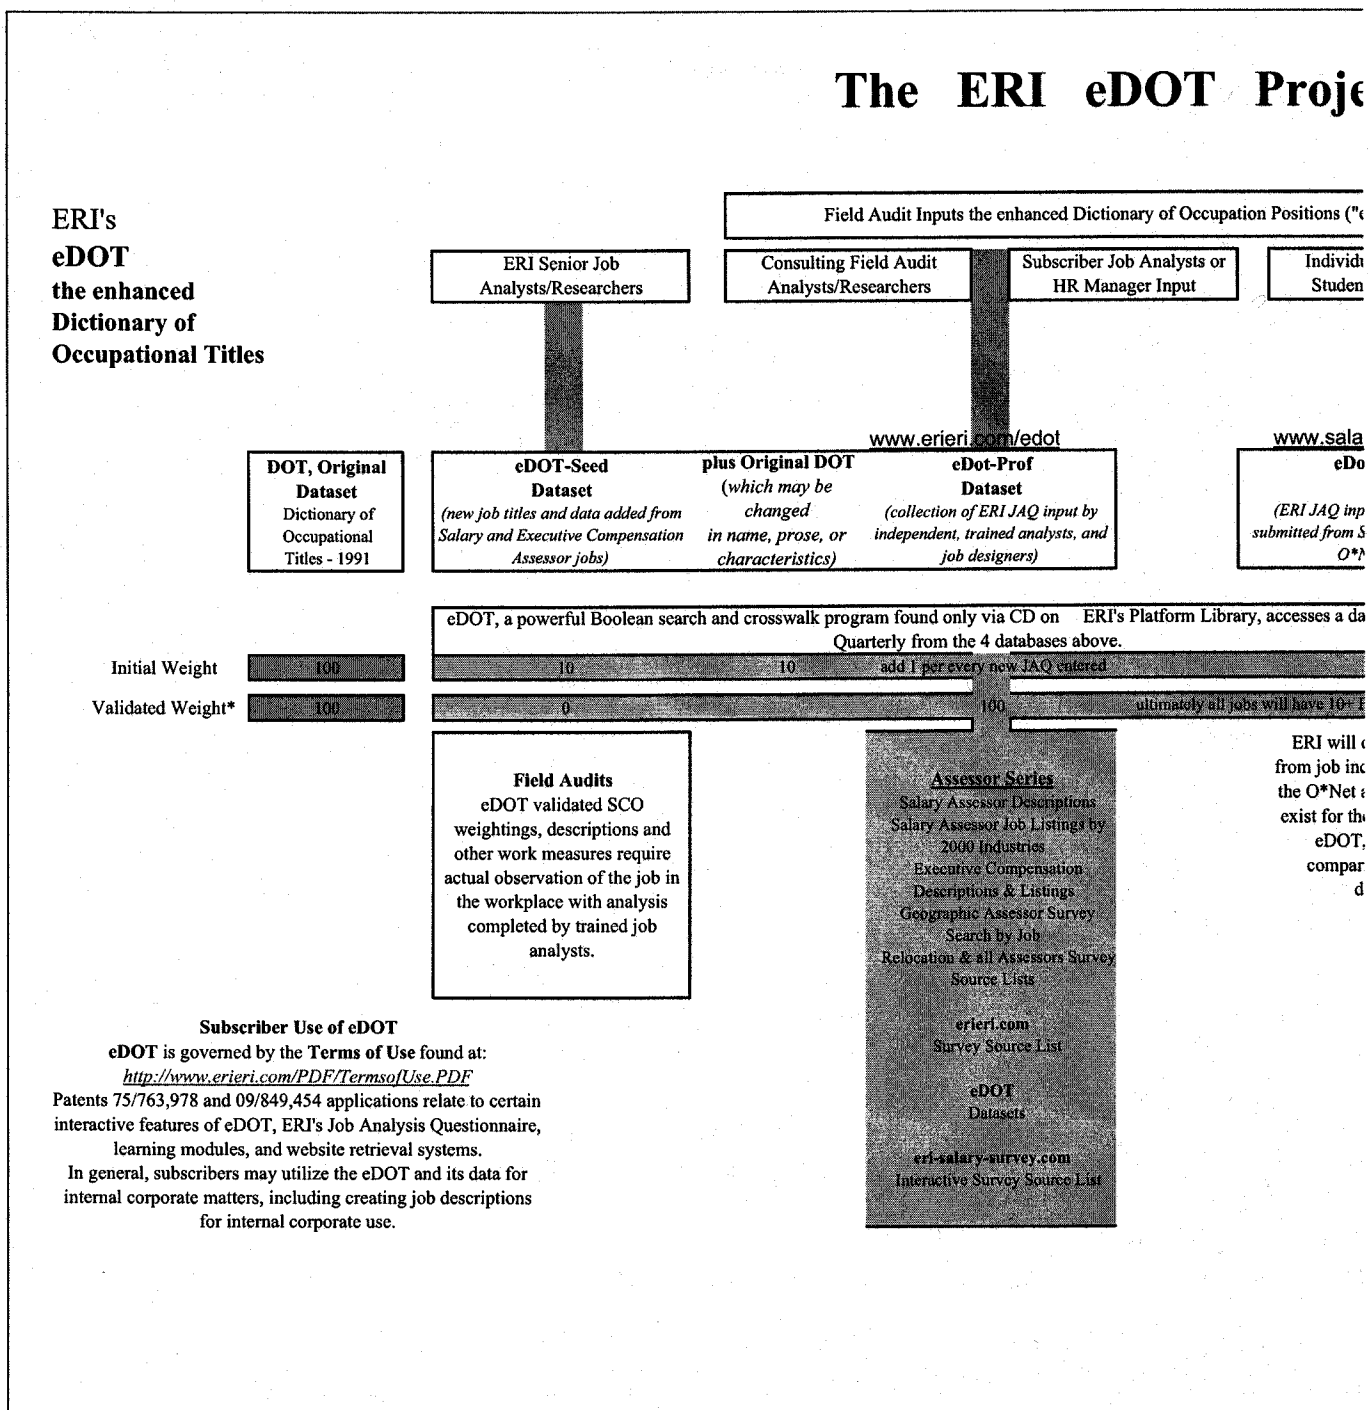 The ERI eDOT Proje
ERI's
eDOT
the enhanced
Dictionary of
Occupational Titles
Field Audit Inputs the enhanced Dictionary of Occupation Positions ("e
ERI Senior Job
Analysts/Researchers
Consulting Field Audit
Analysts/Researchers
Subscriber Job Analysts or
HR Manager Input
Individu
Studen
www.erieri.com/edot
www.sala
DOT, Original
Dataset
Dictionary of
Occupational
Titles - 1991
eDOT-Seed
Dataset
(new job titles and data added from
Salary and Executive Compensation
Assessor jobs)
plus Original DOT
(which may be
changed
in name, prose, or
characteristics)
eDot-Prof
Dataset
(collection of ERI JAQ input by
independent, trained analysts, and
job designers)
eDo
(ERI JAQ inp
submitted from S
O*N
eDOT, a powerful Boolean search and crosswalk program found only via CD on ERI's Platform Library, accesses a da
Quarterly from the 4 databases above.
Initial Weight 100 10 10 add 1 per every new JAQ entered
Validated Weight* 100 0 100 ultimately all jobs will have 10+
Field Audits
eDOT validated SCO
weightings, descriptions and
other work measures require
actual observation of the job in
the workplace with analysis
completed by trained job
analysts.
Assessor Series
Salary Assessor Descriptions
Salary Assessor Job Listings by
2000 Industries
Executive Compensation
Descriptions & Listings
Geographic Assessor Survey
Search by Job
Relocation & all Assessors Survey
Source Lists
erieri.com
Survey Source List
eDOT
Datasets
eri-salary-survey.com
Interactive Survey Source List
ERI will
from job inc
the O*Net
exist for the
eDOT,
compar
d
Subscriber Use of eDOT
eDOT is governed by the Terms of Use found at:
http://www.erieri.com/PDF/TermsofUse.PDF
Patents 75/763,978 and 09/849,454 applications relate to certain
interactive features of eDOT, ERI's Job Analysis Questionnaire,
learning modules, and website retrieval systems.
In general, subscribers may utilize the eDOT and its data for
internal corporate matters, including creating job descriptions
for internal corporate use.